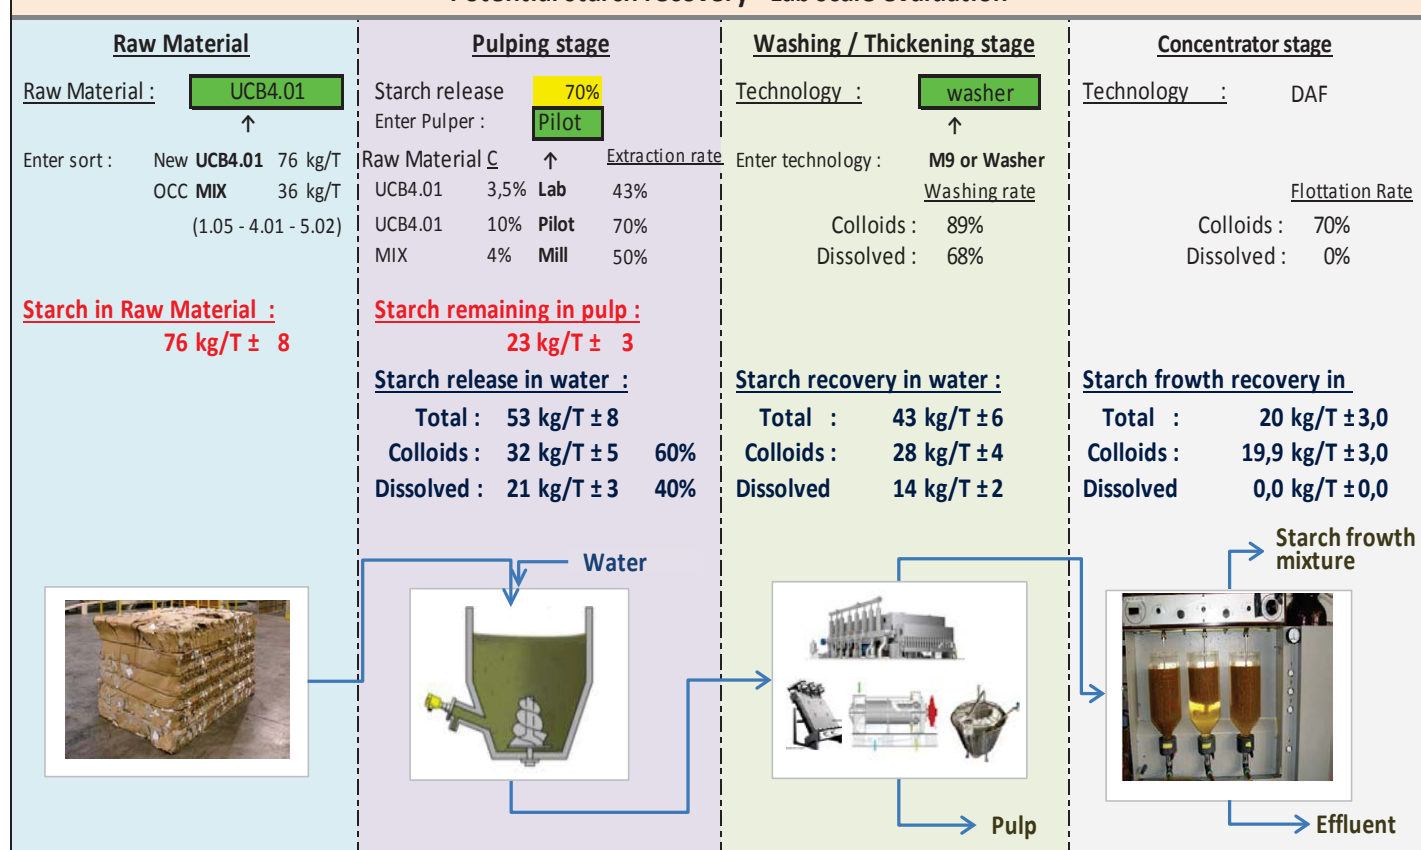 Potential starch recovery - Lab scale evaluation
Raw Material
Raw Material :
UCB4.01
↑
Enter sort : New UCB4.01 76 kg/T
OCC MIX 36 kg/T
(1.05 - 4.01 - 5.02)
Starch in Raw Material :
76 kg/T ± 8
Pulping stage
Starch release 70%
Enter Pulper : Pilot
Raw Material C ↑ Extraction rate
UCB4.01 3,5% Lab 43%
UCB4.01 10% Pilot 70%
MIX 4% Mill 50%
Starch remaining in pulp :
23 kg/T ± 3
Starch release in water :
Total : 53 kg/T ± 8
Colloids : 32 kg/T ± 5 60%
Dissolved : 21 kg/T ± 3 40%
Water
Washing / Thickening stage
Technology : washer
↑
Enter technology : M9 or Washer
Washing rate
Colloids : 89%
Dissolved : 68%
Starch recovery in water :
Total : 43 kg/T ± 6
Colloids : 28 kg/T ± 4
Dissolved 14 kg/T ± 2
Pulp
Concentrator stage
Technology : DAF
Flottation Rate
Colloids : 70%
Dissolved : 0%
Starch frowth recovery in
Total : 20 kg/T ± 3,0
Colloids : 19,9 kg/T ± 3,0
Dissolved 0,0 kg/T ± 0,0
Starch frowth
mixture
Effluent